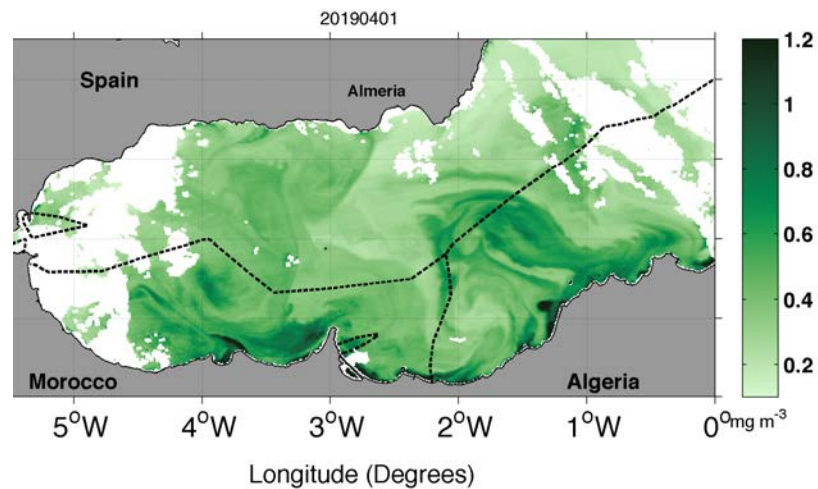 20190401
Spain
Almeria
Morocco
Algeria
1.2
1
0.8
0.6
0.4
0.2
mg m⁻³
5°W 4°W 3°W 2°W 1°W 0°
Longitude (Degrees)